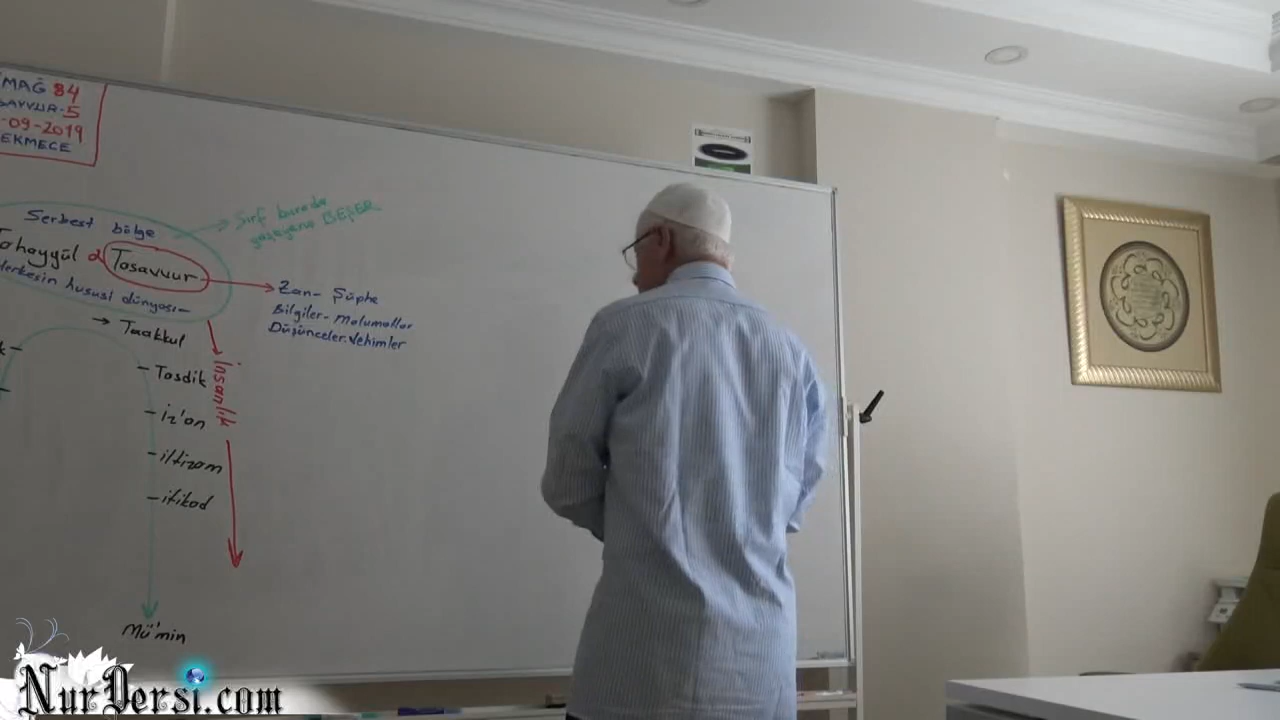 MAĞ 84
SAVVUR-5
-09-2019
EKMECE
Serbest bölge
Tahayyül & Tasavvur
Herkesin hususi dünyası
Sırf burada
yaşayana BEŞER
Zan- Şüphe
Bilgiler- Malumatlar
Düşünceler. Vehimler
→ Taakkul
- Tasdik
- iz'an
- iltizam
- itikad
İnsanlık
Mü'min
NurDersi.com